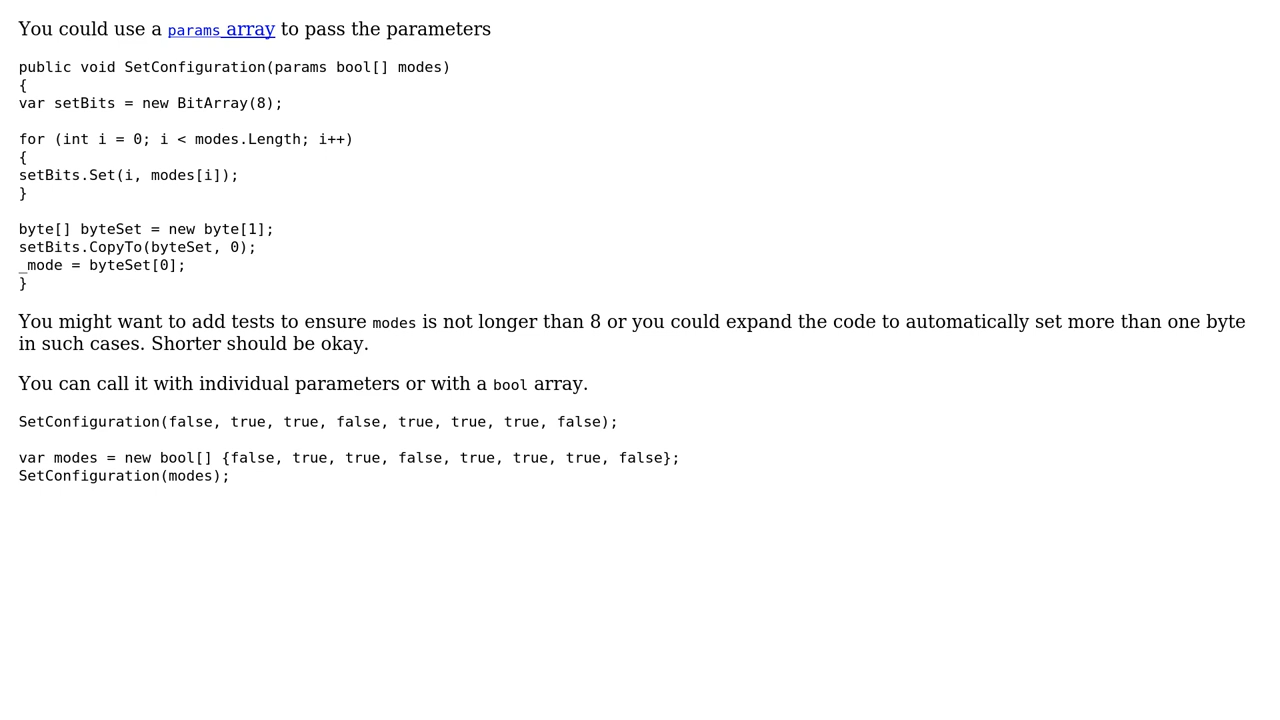 You could use a params array to pass the parameters
public void SetConfiguration(params bool[] modes)
{
var setBits = new BitArray(8);
for (int i = 0; i < modes.Length; i++)
{
setBits.Set(i, modes[i]);
}
byte[] byteSet = new byte[1];
setBits.CopyTo(byteSet, 0);
_mode = byteSet[0];
}
You might want to add tests to ensure modes is not longer than 8 or you could expand the code to automatically set more than one byte
in such cases. Shorter should be okay.
You can call it with individual parameters or with a bool array.
SetConfiguration(false, true, true, false, true, true, true, false);
var modes = new bool[] {false, true, true, false, true, true, true, false};
SetConfiguration(modes);